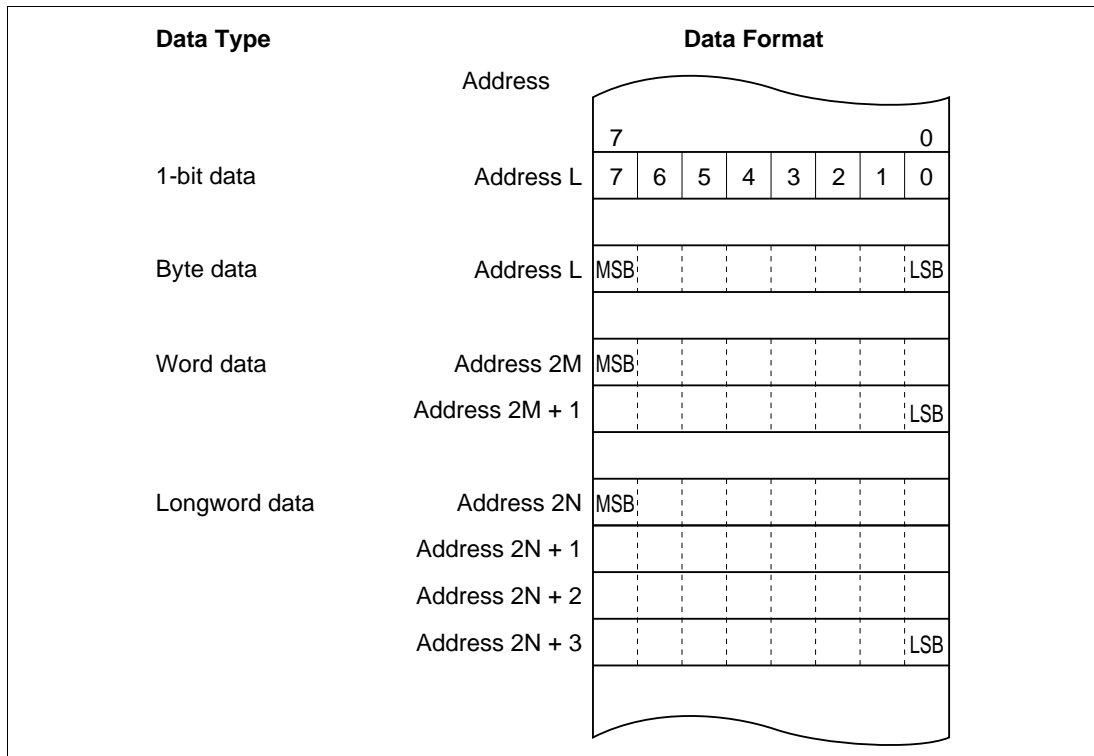 Data Type Data Format
Address
7 0
1-bit data Address L 7 6 5 4 3 2 1 0
Byte data Address L MSB LSB
Word data Address 2M MSB
Address 2M + 1 LSB
Longword data Address 2N MSB
Address 2N + 1
Address 2N + 2
Address 2N + 3 LSB